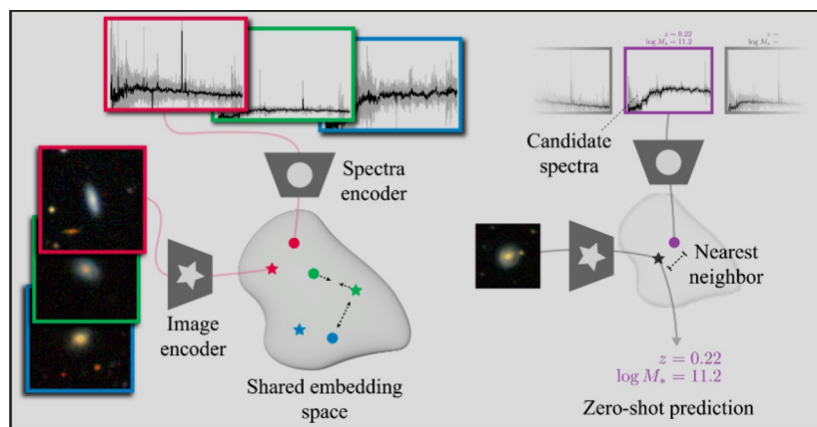 Spectra
encoder
Image
encoder
Shared embedding
space
z = 0.22
log M* = 11.2
z = −
log M* = −
Candidate
spectra
Nearest
neighbor
z = 0.22
log M* = 11.2
Zero-shot prediction